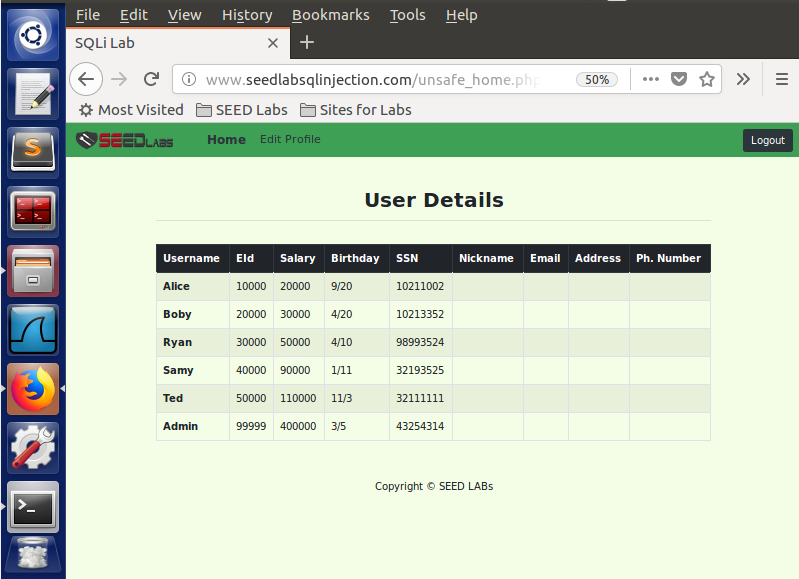 File Edit View History Bookmarks Tools Help
SQLi Lab
www.seedlabsqlinjection.com/unsafe_home.php 50%
Most Visited SEED Labs Sites for Labs
SEEDLABS Home Edit Profile Logout
User Details
Username EId Salary Birthday SSN Nickname Email Address Ph. Number
Alice 10000 20000 9/20 10211002
Boby 20000 30000 4/20 10213352
Ryan 30000 50000 4/10 98993524
Samy 40000 90000 1/11 32193525
Ted 50000 110000 11/3 32111111
Admin 99999 400000 3/5 43254314
Copyright © SEED LABs